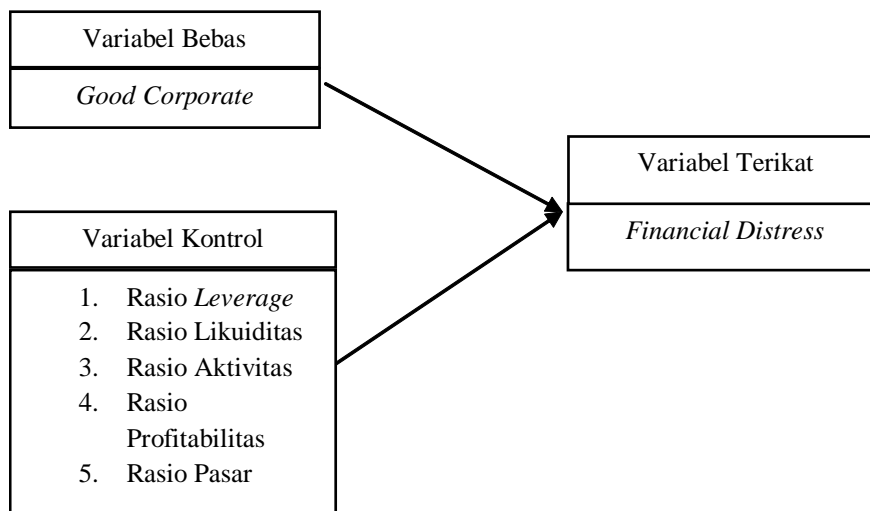 Variabel Bebas
Good Corporate
Variabel Kontrol
1. Rasio Leverage
2. Rasio Likuiditas
3. Rasio Aktivitas
4. Rasio
Profitabilitas
5. Rasio Pasar
Variabel Terikat
Financial Distress